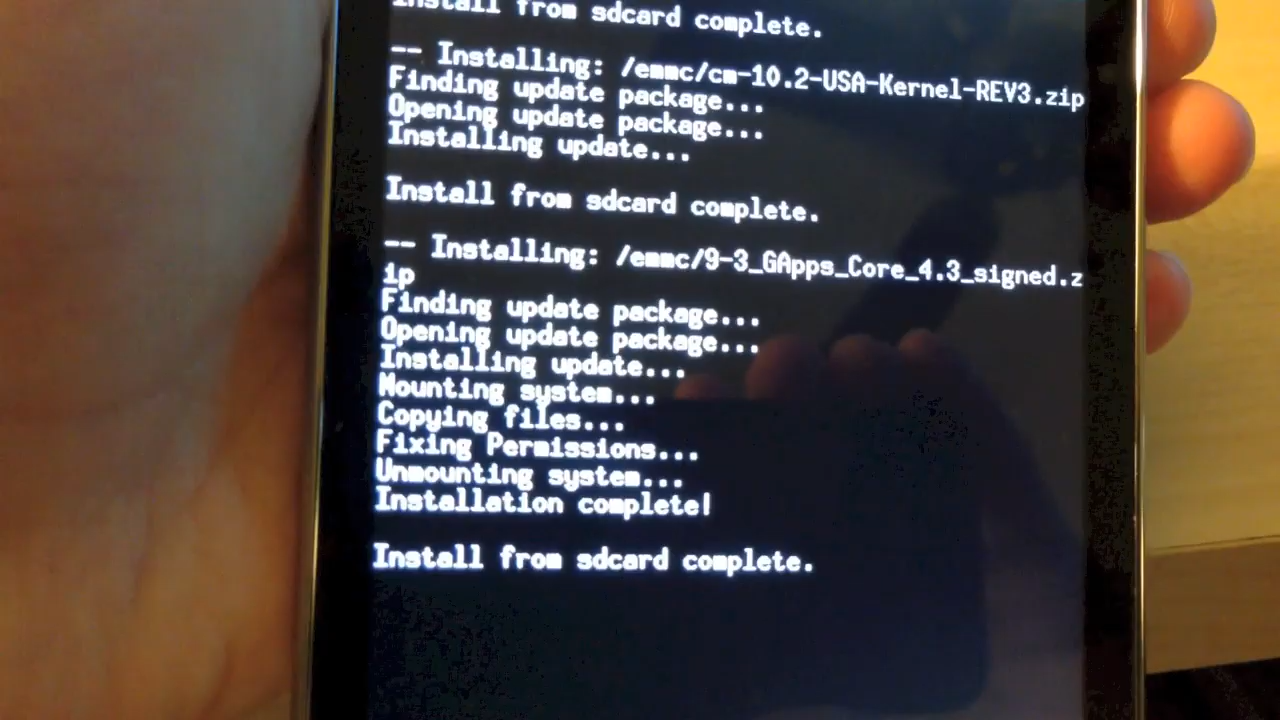 Install from sdcard complete.
-- Installing: /emmc/cm-10.2-USA-Kernel-REV3.zip
Finding update package...
Opening update package...
Installing update...
Install from sdcard complete.
-- Installing: /emmc/9-3_GApps_Core_4.3_signed.z
ip
Finding update package...
Opening update package...
Installing update...
Mounting system...
Copying files...
Fixing Permissions...
Unmounting system...
Installation complete!
Install from sdcard complete.